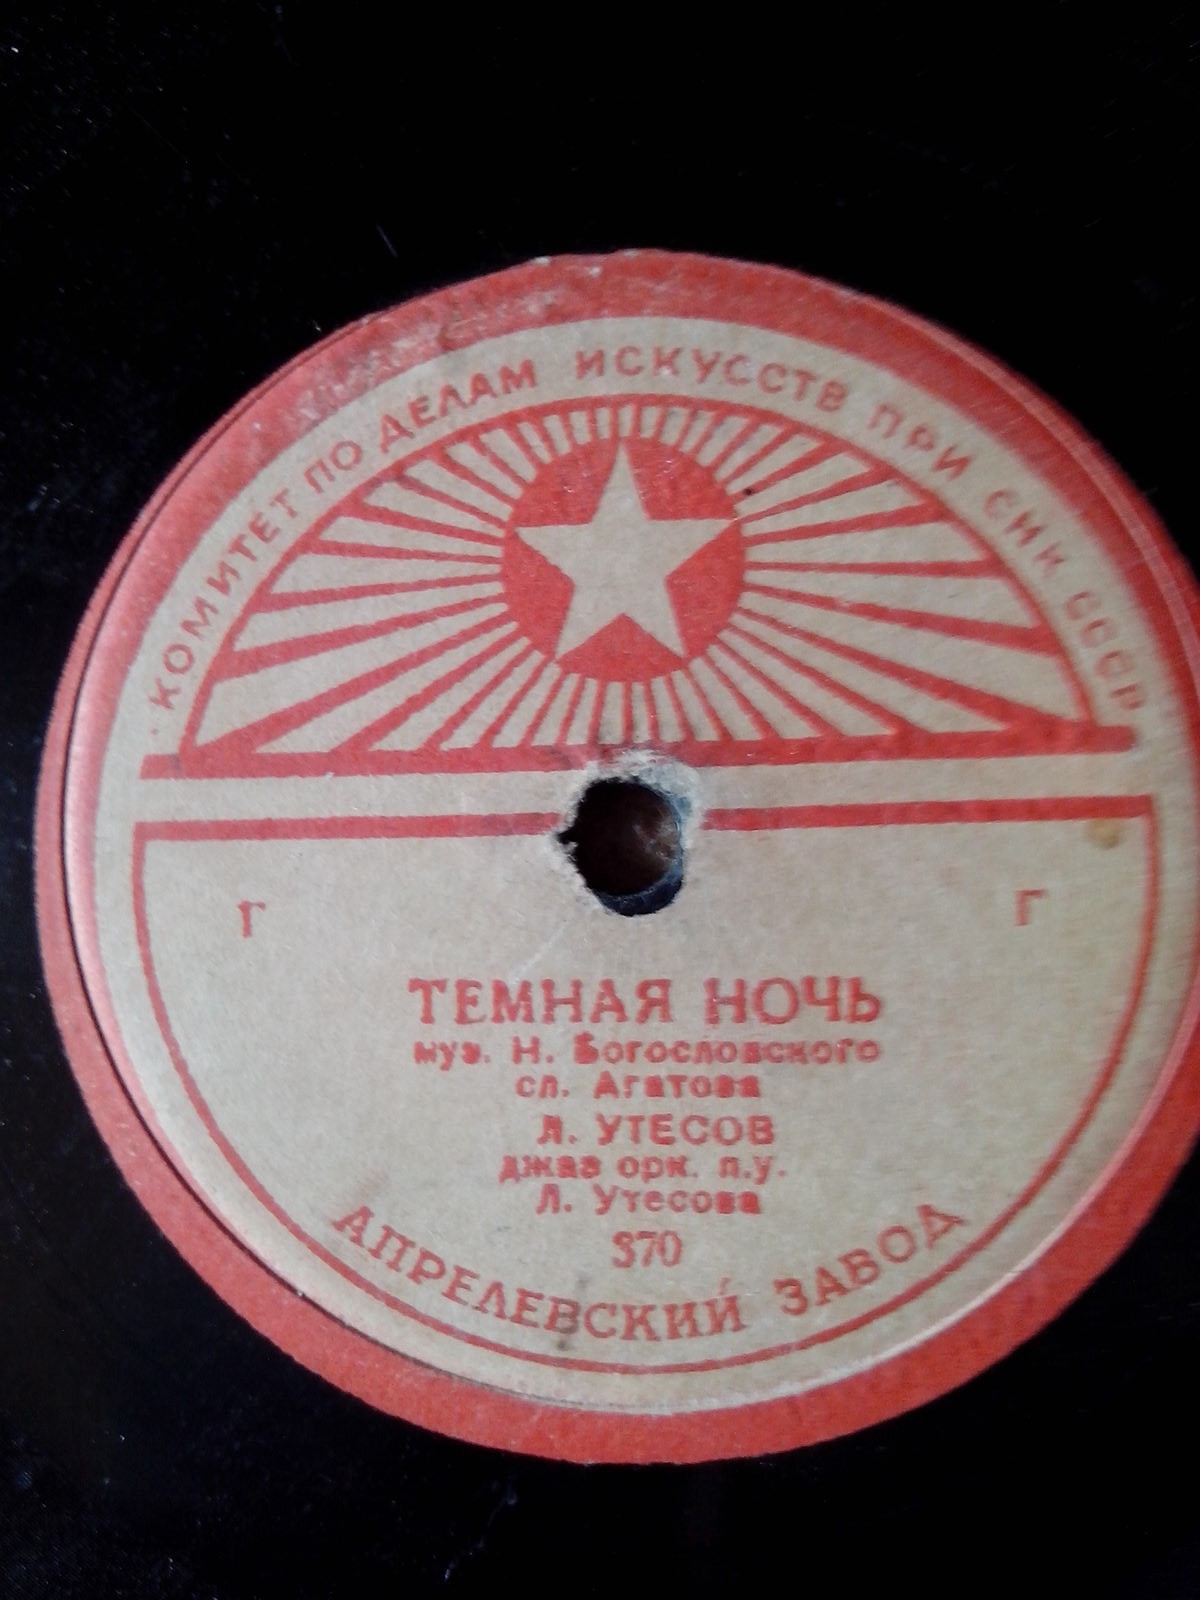 КОМИТЕТ ПО ДЕЛАМ ИСКУССТВ ПРИ СНК СССР
Г Г
ТЕМНАЯ НОЧЬ
муз. Н. Богословского
сл. Агатова
Л. УТЕСОВ
джаз орк. п.у.
Л. Утесова
370
АПРЕЛЕВСКИЙ ЗАВОД